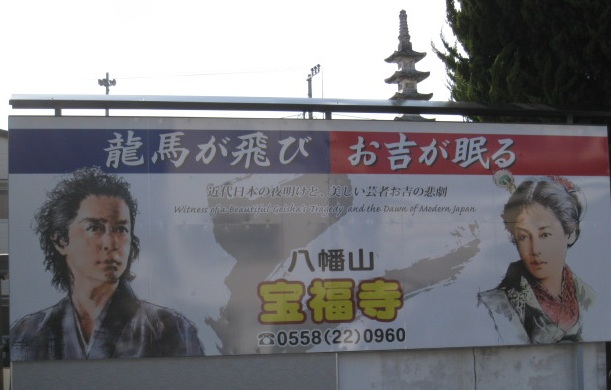 龍馬が飛び お吉が眠る
近代日本の夜明けと、美しい芸者お吉の悲劇
Witness of a Beautiful Geisha's Tragedy and the Dawn of Modern Japan
八幡山
宝福寺
☎0558(22)0960